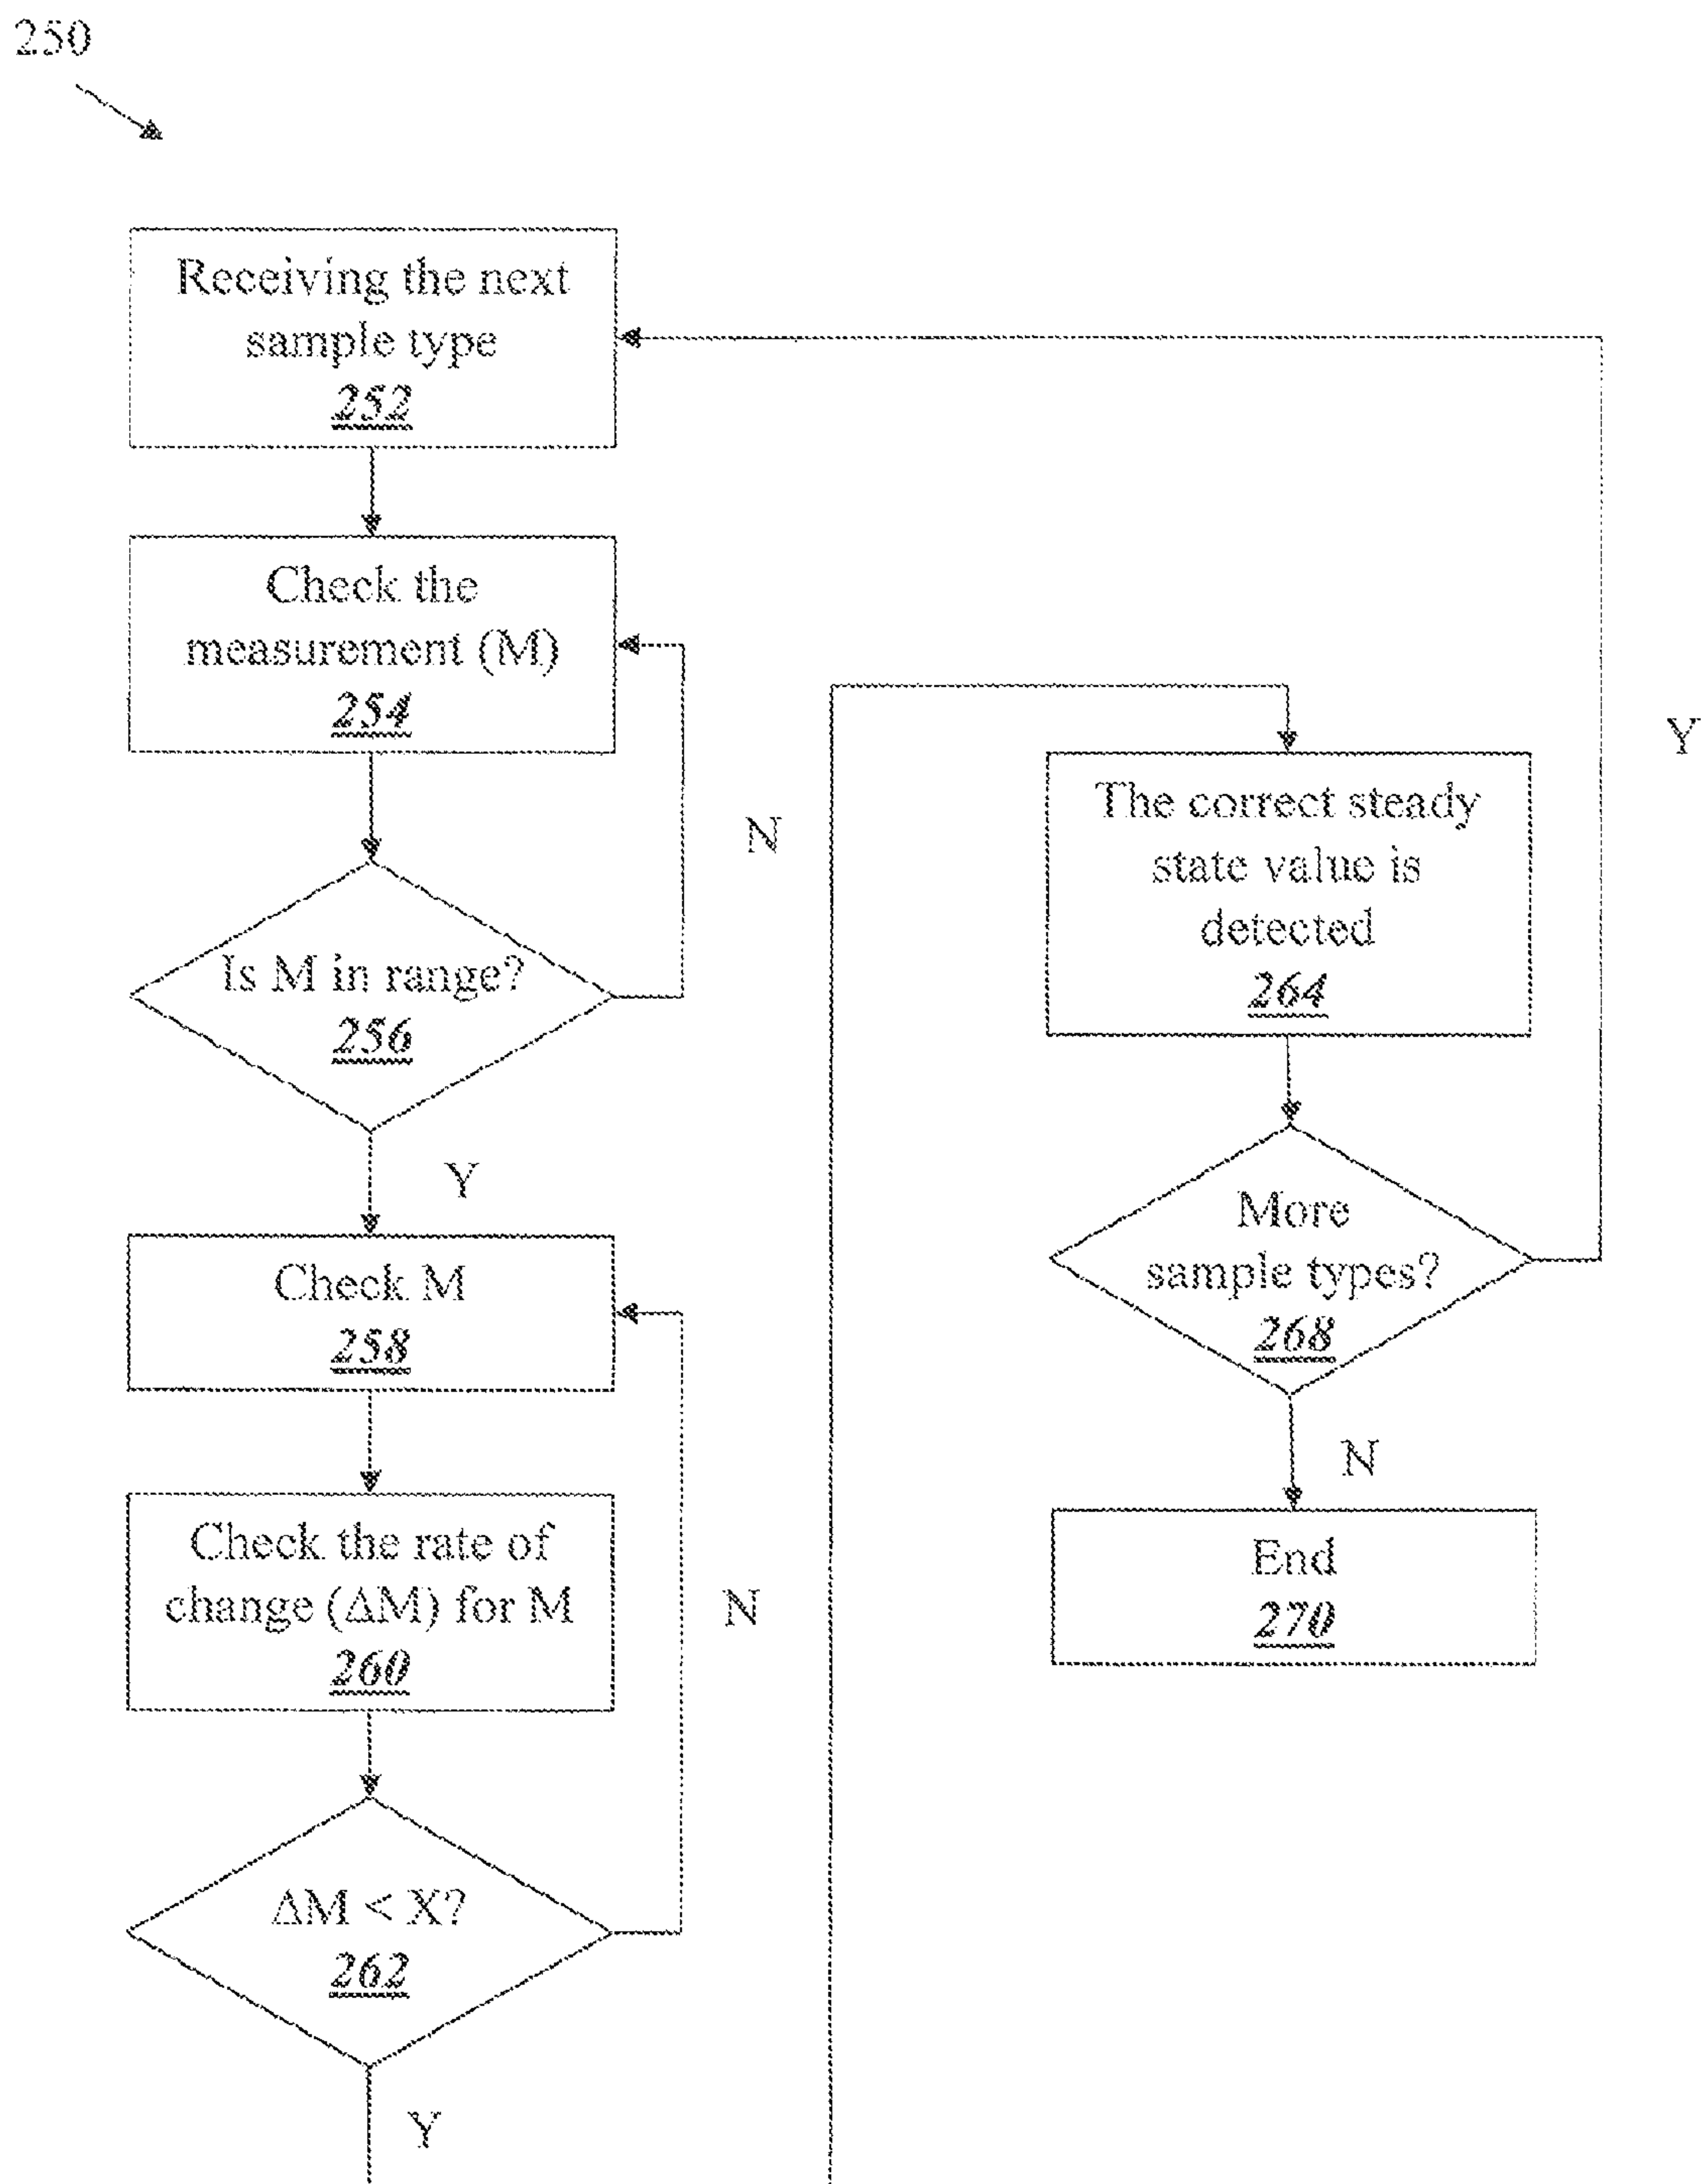 250
Receiving the next
sample type
252
Check the
measurement (M)
254
N
Is M in range?
256
Y
Check M
258
Check the rate of
change (ΔM) for M
260
N
ΔM < X?
262
Y
The correct steady
state value is
detected
264
Y
More
sample types?
268
N
End
270